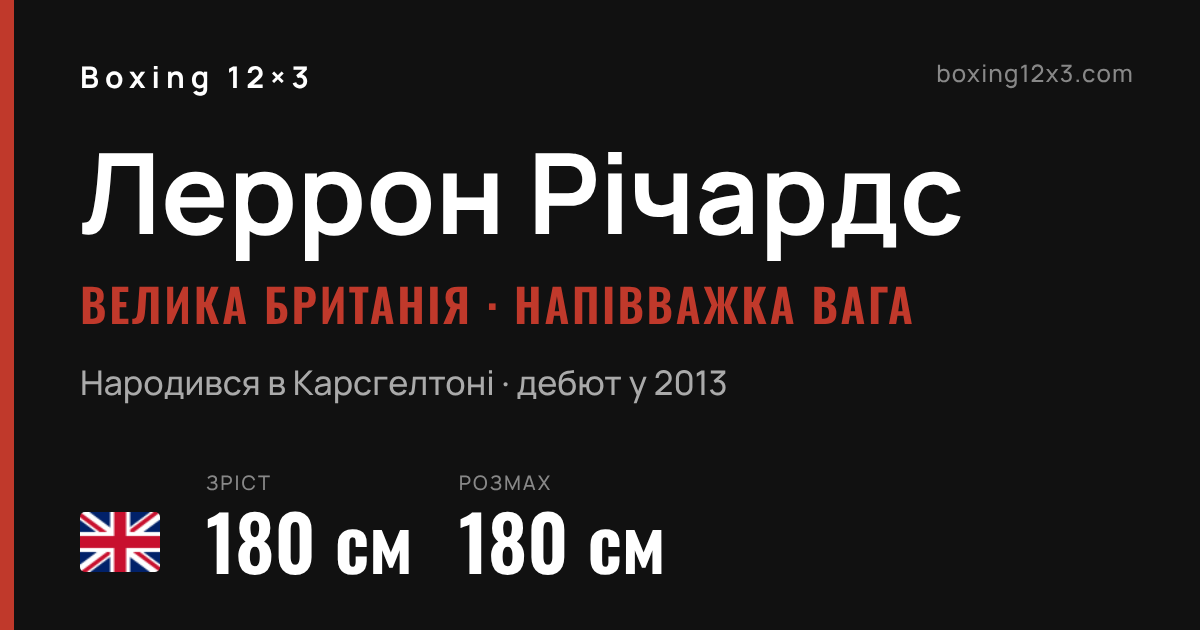 Boxing 12×3
boxing12x3.com
Леррон Річардс
ВЕЛИКА БРИТАНІЯ · НАПІВВАЖКА ВАГА
Народився в Карсгелтоні · дебют у 2013
ЗРІСТ РОЗМАХ
180 см 180 см